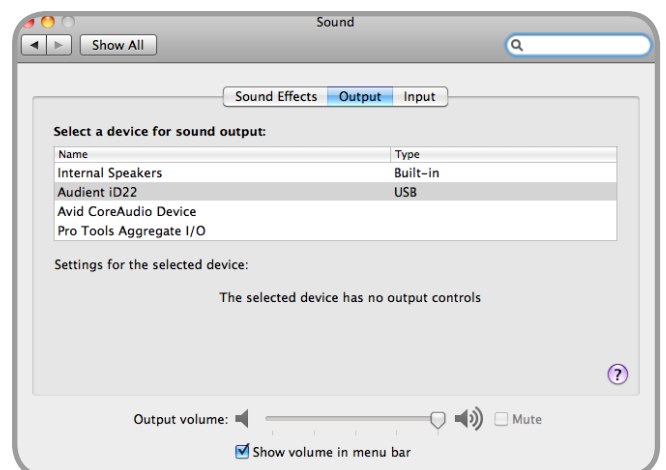 Sound
Show All
Sound Effects Output Input
Select a device for sound output:
Name Type
Internal Speakers Built-in
Audient iD22 USB
Avid CoreAudio Device
Pro Tools Aggregate I/O
Settings for the selected device:
The selected device has no output controls
?
Output volume: Mute
Show volume in menu bar